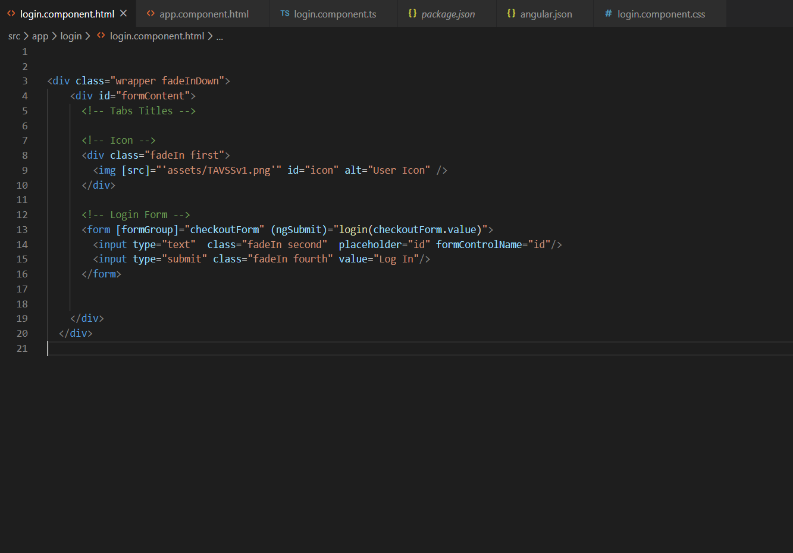 login.component.html app.component.html TS login.component.ts {} package.json {} angular.json # login.component.css
src > app > login > login.component.html > ...
1
2
3 <div class="wrapper fadeInDown">
4 <div id="formContent">
5 <!-- Tabs Titles -->
6
7 <!-- Icon -->
8 <div class="fadeIn first">
9 <img [src]="'assets/TAVSSv1.png'" id="icon" alt="User Icon" />
10 </div>
11
12 <!-- Login Form -->
13 <form [formGroup]="checkoutForm" (ngSubmit)="login(checkoutForm.value)">
14 <input type="text"  class="fadeIn second"  placeholder="id" formControlName="id"/>
15 <input type="submit" class="fadeIn fourth" value="Log In"/>
16 </form>
17
18
19 </div>
20 </div>
21